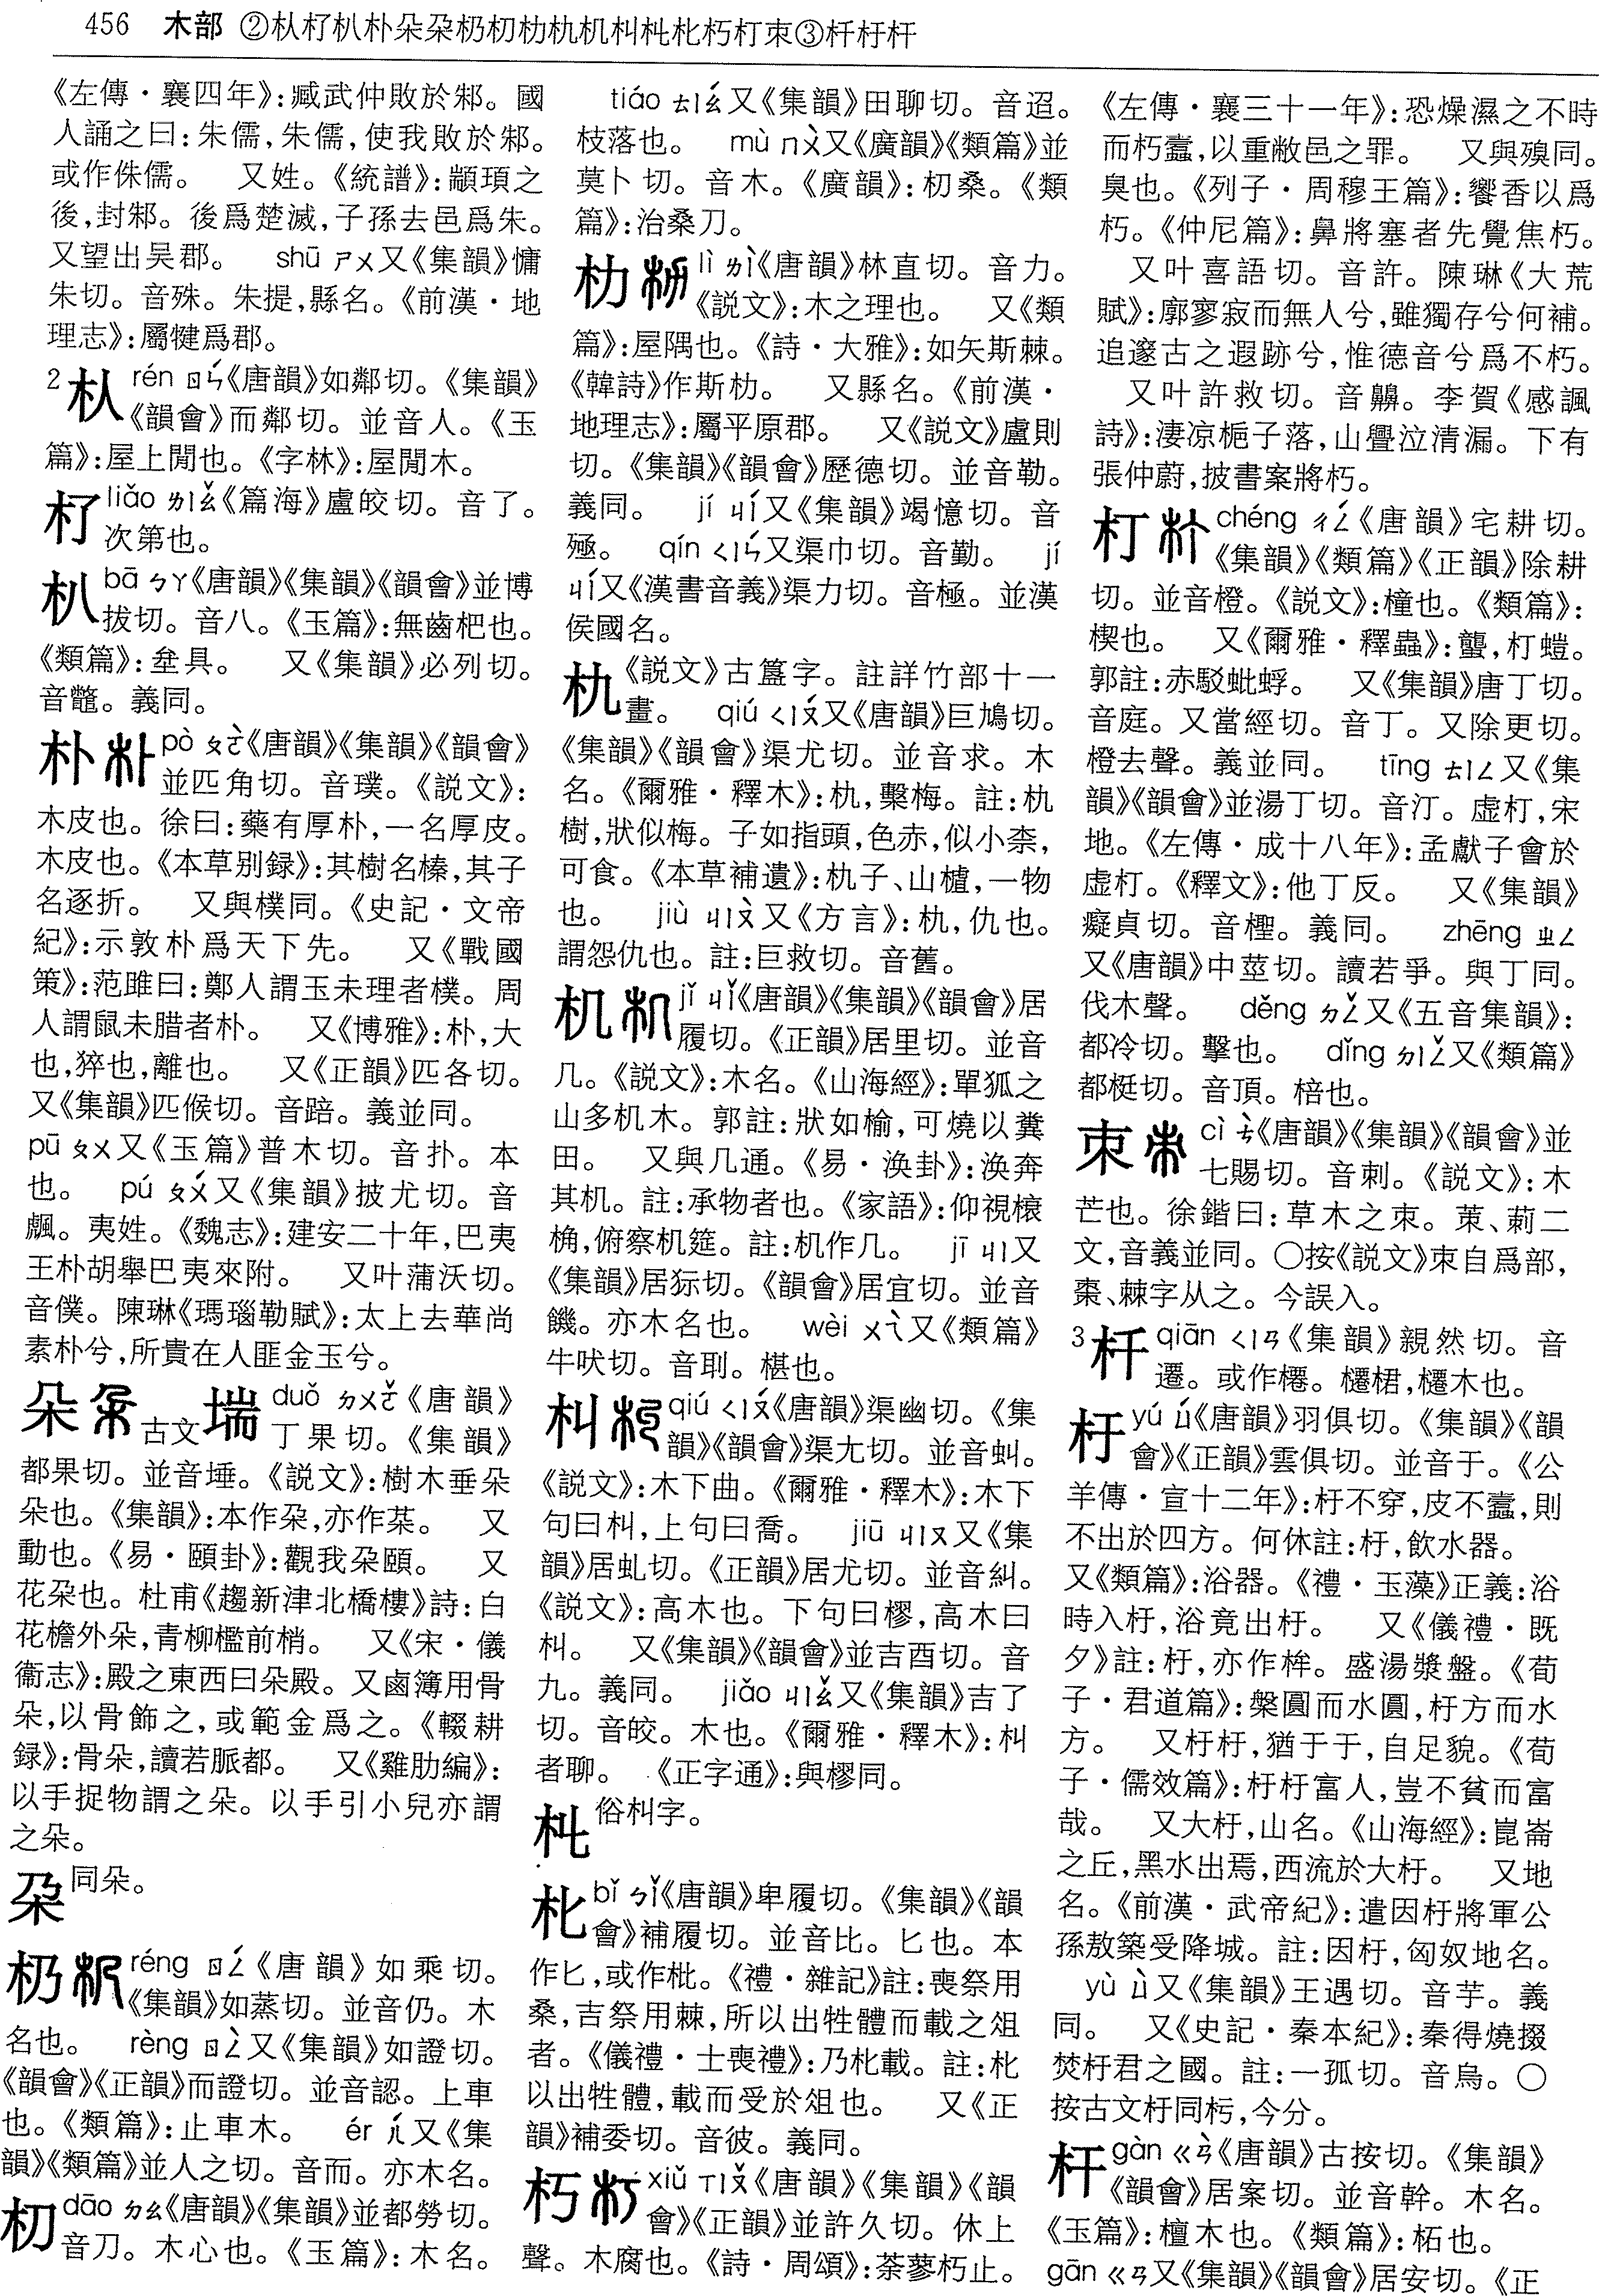 456 木部 ②朲朾朳朴朵朶杤杒朸朹机朻杔朼朽朾朿③杄杅杆
《左傳・襄四年》:臧武仲敗於邾。國
人誦之曰:朱儒,朱儒,使我敗於邾。
或作侏儒。 又姓。《統譜》:顓頊之
後,封邾。後爲楚滅,子孫去邑爲朱。
又望出吴郡。 shū ㄕㄨ又《集韻》慵
朱切。音殊。朱提,縣名。《前漢・地
理志》:屬犍爲郡。
2 朲 rén ㄖㄣˊ《唐韻》如鄰切。《集韻》
《韻會》而鄰切。並音人。《玉
篇》:屋上閒也。《字林》:屋閒木。
liǎo ㄌㄧㄠˇ《篇海》盧皎切。音了。
次第也。
朳 bā ㄅㄚ《唐韻》《集韻》《韻會》並博
拔切。音八。《玉篇》:無齒杷也。
《類篇》:坌具。 又《集韻》必列切。
音鼈。義同。
朴 pò ㄆㄛˋ《唐韻》《集韻》《韻會》
並匹角切。音璞。《説文》:
木皮也。徐曰:藥有厚朴,一名厚皮。
木皮也。《本草别録》:其樹名榛,其子
名逐折。 又與樸同。《史記・文帝
紀》:示敦朴爲天下先。 又《戰國
策》:范雎曰:鄭人謂玉未理者樸。周
人謂鼠未腊者朴。 又《博雅》:朴,大
也,猝也,離也。 又《正韻》匹各切。
又《集韻》匹候切。音踣。義並同。
pū ㄆㄨ又《玉篇》普木切。音扑。本
也。 pú ㄆㄨˊ又《集韻》披尤切。音
飆。夷姓。《魏志》:建安二十年,巴夷
王朴胡舉巴夷來附。 又叶蒲沃切。
音僕。陳琳《瑪瑙勒賦》:太上去華尚
素朴兮,所貴在人匪金玉兮。
朵 古文 duǒ ㄉㄨㄛˇ《唐韻》
丁果切。《集韻》
都果切。並音埵。《説文》:樹木垂朵
朵也。《集韻》:本作朵,亦作䒳。 又
動也。《易・頤卦》:觀我朵頤。 又
花朵也。杜甫《趨新津北橋樓》詩:白
花檐外朵,青柳檻前梢。 又《宋・儀
衞志》:殿之東西曰朵殿。又鹵簿用骨
朵,以骨飾之,或範金爲之。《輟耕
録》:骨朵,讀若脈都。 又《雞肋編》:
以手捉物謂之朵。以手引小兒亦謂
之朵。
朶 同朵。
杤 réng ㄖㄥˊ《唐韻》如乘切。
《集韻》如蒸切。並音仍。木
名也。 rèng ㄖㄥˋ又《集韻》如證切。
《韻會》《正韻》而證切。並音認。上車
也。《類篇》:止車木。 ér ㄦˊ又《集
韻》《類篇》並人之切。音而。亦木名。
朷 dāo ㄉㄠ《唐韻》《集韻》並都勞切。
音刀。木心也。《玉篇》:木名。
tiáo ㄊㄧㄠˊ又《集韻》田聊切。音迢。
枝落也。 mù ㄇㄨˋ又《廣韻》《類篇》並
莫卜切。音木。《廣韻》:朷桑。《類
篇》:治桑刀。
朸 lì ㄌㄧˋ《唐韻》林直切。音力。
《説文》:木之理也。 又《類
篇》:屋隅也。《詩・大雅》:如矢斯棘。
《韓詩》作斯朸。 又縣名。《前漢・
地理志》:屬平原郡。 又《説文》盧則
切。《集韻》《韻會》歷德切。並音勒。
義同。 jí ㄐㄧˊ又《集韻》竭憶切。音
殛。 qín ㄑㄧㄣˊ又渠巾切。音勤。 jí
ㄐㄧˊ又《漢書音義》渠力切。音極。並漢
侯國名。
朹 《説文》古簋字。註詳竹部十一
畫。 qiú ㄑㄧㄡˊ又《唐韻》巨鳩切。
《集韻》《韻會》渠尤切。並音求。木
名。《爾雅・釋木》:朹,檕梅。註:朹
樹,狀似梅。子如指頭,色赤,似小柰,
可食。《本草補遺》:朹子、山樝,一物
也。 jiù ㄐㄧㄡˋ又《方言》:朹,仇也。
謂怨仇也。註:巨救切。音舊。
机 jǐ ㄐㄧˇ《唐韻》《集韻》《韻會》居
履切。《正韻》居里切。並音
几。《説文》:木名。《山海經》:單狐之
山多机木。郭註:狀如榆,可燒以糞
田。 又與几通。《易・渙卦》:渙奔
其机。註:承物者也。《家語》:仰視榱
桷,俯察机筵。註:机作几。 jī ㄐㄧ又
《集韻》居狋切。《韻會》居宜切。並音
饑。亦木名也。 wèi ㄨㄟˋ又《類篇》
牛吠切。音刵。椹也。
朻 qiú ㄑㄧㄡˊ《唐韻》渠幽切。《集
韻》《韻會》渠尢切。並音虯。
《説文》:木下曲。《爾雅・釋木》:木下
句曰朻,上句曰喬。 jiū ㄐㄧㄡ又《集
韻》居虬切。《正韻》居尤切。並音糾。
《説文》:高木也。下句曰樛,高木曰
朻。 又《集韻》《韻會》並吉酉切。音
九。義同。 jiǎo ㄐㄧㄠˇ又《集韻》吉了
切。音皎。木也。《爾雅・釋木》:朻
者聊。 《正字通》:與樛同。
俗朻字。
朼 bǐ ㄅㄧˇ《唐韻》卑履切。《集韻》《韻
會》補履切。並音比。匕也。本
作匕,或作枇。《禮・雜記》註:喪祭用
桑,吉祭用棘,所以出牲體而載之俎
者。《儀禮・士喪禮》:乃朼載。註:朼
以出牲體,載而受於俎也。 又《正
韻》補委切。音彼。義同。
朽 xiǔ ㄒㄧㄡˇ《唐韻》《集韻》《韻
會》《正韻》並許久切。休上
聲。木腐也。《詩・周頌》:荼蓼朽止。
《左傳・襄三十一年》:恐燥濕之不時
而朽蠹,以重敝邑之罪。 又與殠同。
臭也。《列子・周穆王篇》:饗香以爲
朽。《仲尼篇》:鼻將塞者先覺焦朽。
又叶喜語切。音許。陳琳《大荒
賦》:廓寥寂而無人兮,雖獨存兮何補。
追邃古之遐跡兮,惟德音兮爲不朽。
又叶許救切。音齅。李賀《感諷
詩》:淒凉梔子落,山璺泣清漏。下有
張仲蔚,披書案將朽。
朾 chéng ㄔㄥˊ《唐韻》宅耕切。
《集韻》《類篇》《正韻》除耕
切。並音橙。《説文》:橦也。《類篇》:
楔也。 又《爾雅・釋蟲》:蠪,朾螘。
郭註:赤駁蚍蜉。 又《集韻》唐丁切。
音庭。又當經切。音丁。又除更切。
橙去聲。義並同。 tīng ㄊㄧㄥ又《集
韻》《韻會》並湯丁切。音汀。虚朾,宋
地。《左傳・成十八年》:孟獻子會於
虚朾。《釋文》:他丁反。 又《集韻》
癡貞切。音檉。義同。 zhēng ㄓㄥ
又《唐韻》中莖切。讀若爭。與丁同。
伐木聲。 děng ㄉㄥˇ又《五音集韻》:
都冷切。擊也。 dǐng ㄉㄧㄥˇ又《類篇》
都梃切。音頂。棓也。
朿 cì ㄘˋ《唐韻》《集韻》《韻會》並
七賜切。音刺。《説文》:木
芒也。徐鍇曰:草木之朿。茦、莿二
文,音義並同。○按《説文》朿自爲部,
棗、棘字从之。今誤入。
3 杄 qiān ㄑㄧㄢ《集韻》親然切。音
遷。或作櫏。櫏桾,櫏木也。
杅 yú ㄩˊ《唐韻》羽俱切。《集韻》《韻
會》《正韻》雲俱切。並音于。《公
羊傳・宣十二年》:杅不穿,皮不蠹,則
不出於四方。何休註:杅,飲水器。
又《類篇》:浴器。《禮・玉藻》正義:浴
時入杅,浴竟出杅。 又《儀禮・既
夕》註:杅,亦作桙。盛湯漿盤。《荀
子・君道篇》:槃圓而水圓,杅方而水
方。 又杅杅,猶于于,自足貌。《荀
子・儒效篇》:杅杅富人,豈不貧而富
哉。 又大杅,山名。《山海經》:崑崙
之丘,黑水出焉,西流於大杅。 又地
名。《前漢・武帝紀》:遣因杅將軍公
孫敖築受降城。註:因杅,匈奴地名。
yù ㄩˋ又《集韻》王遇切。音芋。義
同。 又《史記・秦本紀》:秦得燒掇
焚杅君之國。註:一孤切。音烏。○
按古文杅同杇,今分。
杆 gàn ㄍㄢˋ《唐韻》古按切。《集韻》
《韻會》居案切。並音幹。木名。
《玉篇》:檀木也。《類篇》:柘也。
gān ㄍㄢ又《集韻》《韻會》居安切。《正